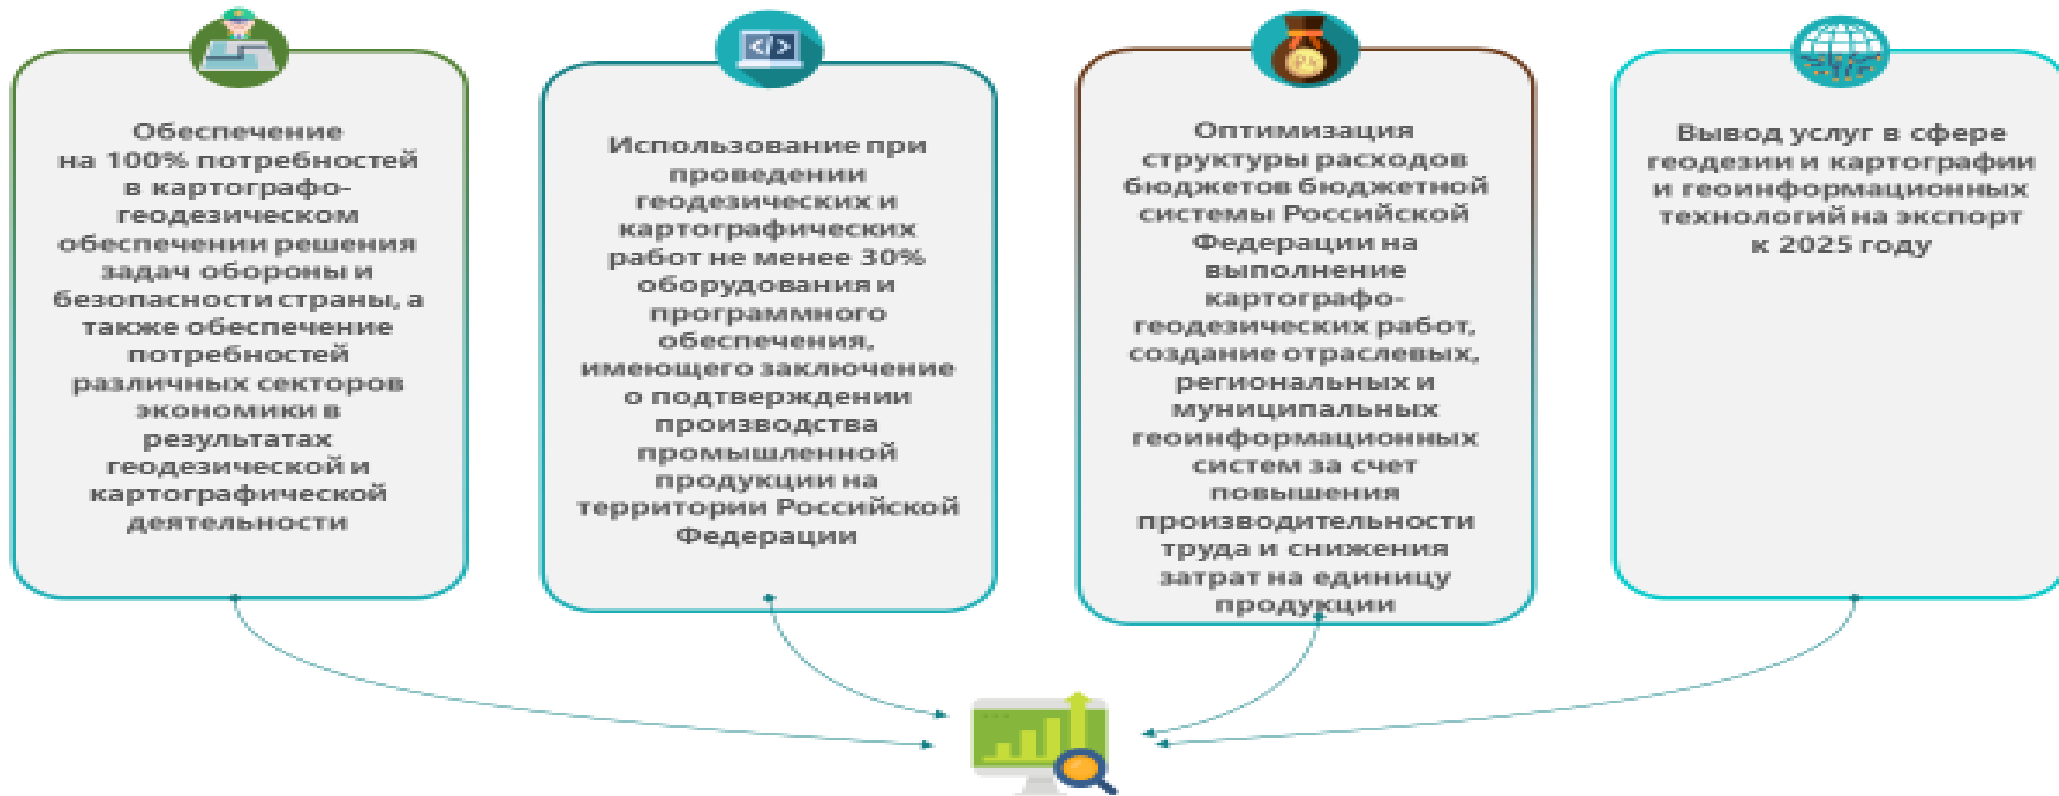 Обеспечение
на 100% потребностей
в картографо-
геодезическом
обеспечении решения
задач обороны и
безопасности страны, а
также обеспечение
потребностей
различных секторов
экономики в
результатах
геодезической и
картографической
деятельности
Использование при
проведении
геодезических и
картографических
работ не менее 30%
оборудования и
программного
обеспечения,
имеющего заключение
о подтверждении
производства
промышленной
продукции на
территории Российской
Федерации
Оптимизация
структуры расходов
бюджетов бюджетной
системы Российской
Федерации на
выполнение
картографо-
геодезических работ,
создание отраслевых,
региональных и
муниципальных
геоинформационных
систем за счет
повышения
производительности
труда и снижения
затрат на единицу
продукции
Вывод услуг в сфере
геодезии и картографии
и геоинформационных
технологий на экспорт
к 2025 году